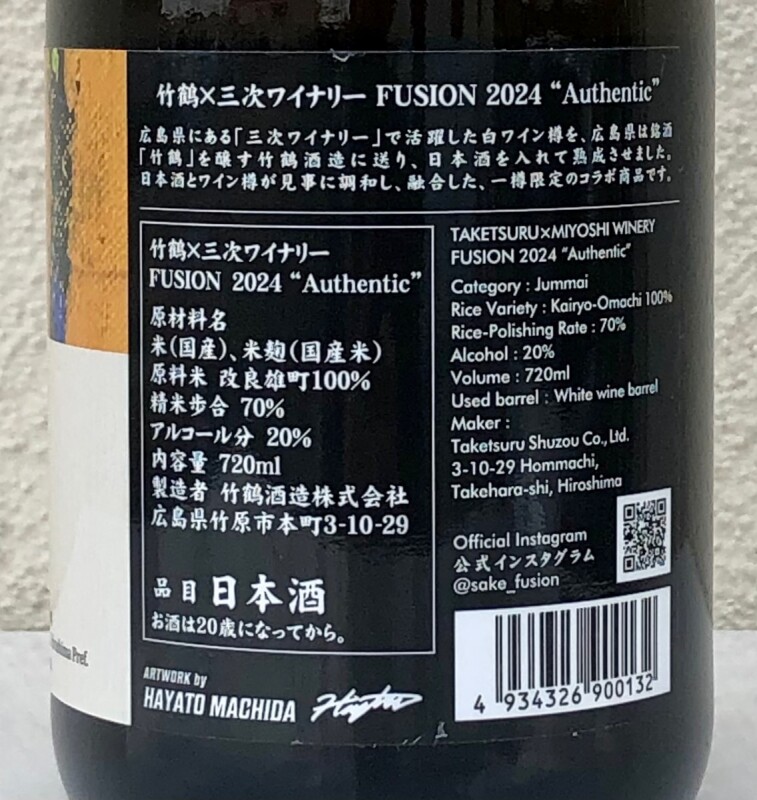 竹鶴×三次ワイナリー FUSION 2024 “Authentic”
広島県にある「三次ワイナリー」で活躍した白ワイン樽を、広島県は銘酒
「竹鶴」を醸す竹鶴酒造に送り、日本酒を入れて熟成させました。
日本酒とワイン樽が見事に調和し、融合した、一樽限定のコラボ商品です。
竹鶴×三次ワイナリー
FUSION 2024 “Authentic”
原材料名
米(国産)、米麹(国産米)
原料米 改良雄町100%
精米歩合 70%
アルコール分 20%
内容量 720ml
製造者 竹鶴酒造株式会社
広島県竹原市本町3-10-29
品目 日本酒
お酒は20歳になってから。
TAKETSURU×MIYOSHI WINERY
FUSION 2024 “Authentic”
Category : Jummai
Rice Variety : Kairyo-Omachi 100%
Rice-Polishing Rate : 70%
Alcohol : 20%
Volume : 720ml
Used barrel : White wine barrel
Maker :
Taketsuru Shuzou Co., Ltd.
3-10-29 Hommachi,
Takehara-shi, Hiroshima
Official Instagram
公式インスタグラム
@sake_fusion
4 934326 900132
ARTWORK by
HAYATO MACHIDA
Pref.